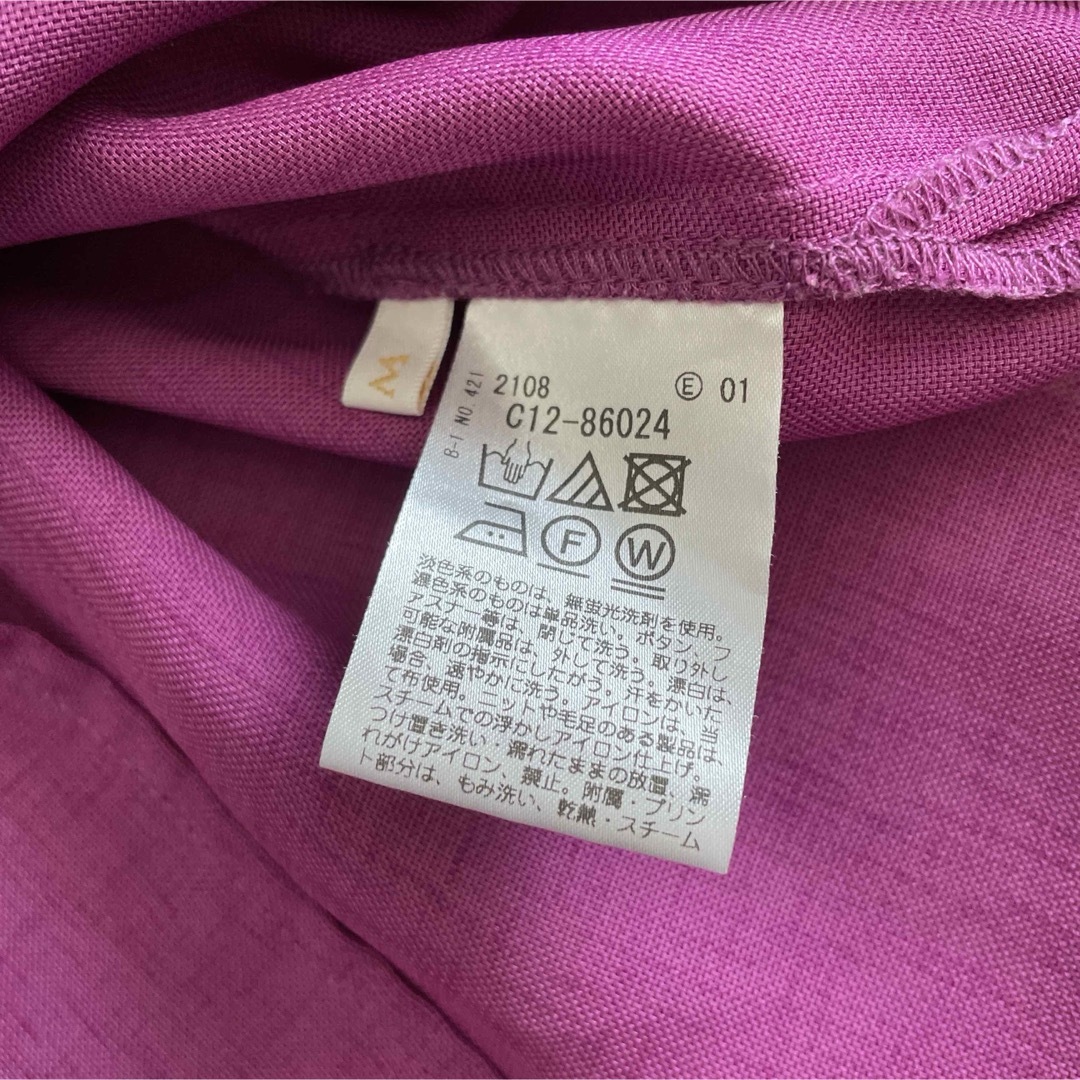 M
B-I NO.421
2108 Ⓔ 01
C12-86024
F W
淡色系のものは、無蛍光洗剤を使用。
濃色系のものは単品洗い。ボタン、フ
ァスナー等は、閉じて洗う。取り外し
可能な附属品は、外して洗う。漂白は、
漂白剤の指示にしたがう。汗をかいた
場合、速やかに洗う。アイロンは、当
て布使用。ニットや毛足のある製品は、
スチームでの浮かしアイロン仕上げ。
つけ置き洗い・濡れたままの放置、濡
れがけアイロン、禁止。附属・プリン
ト部分は、もみ洗い、乾熱・スチーム